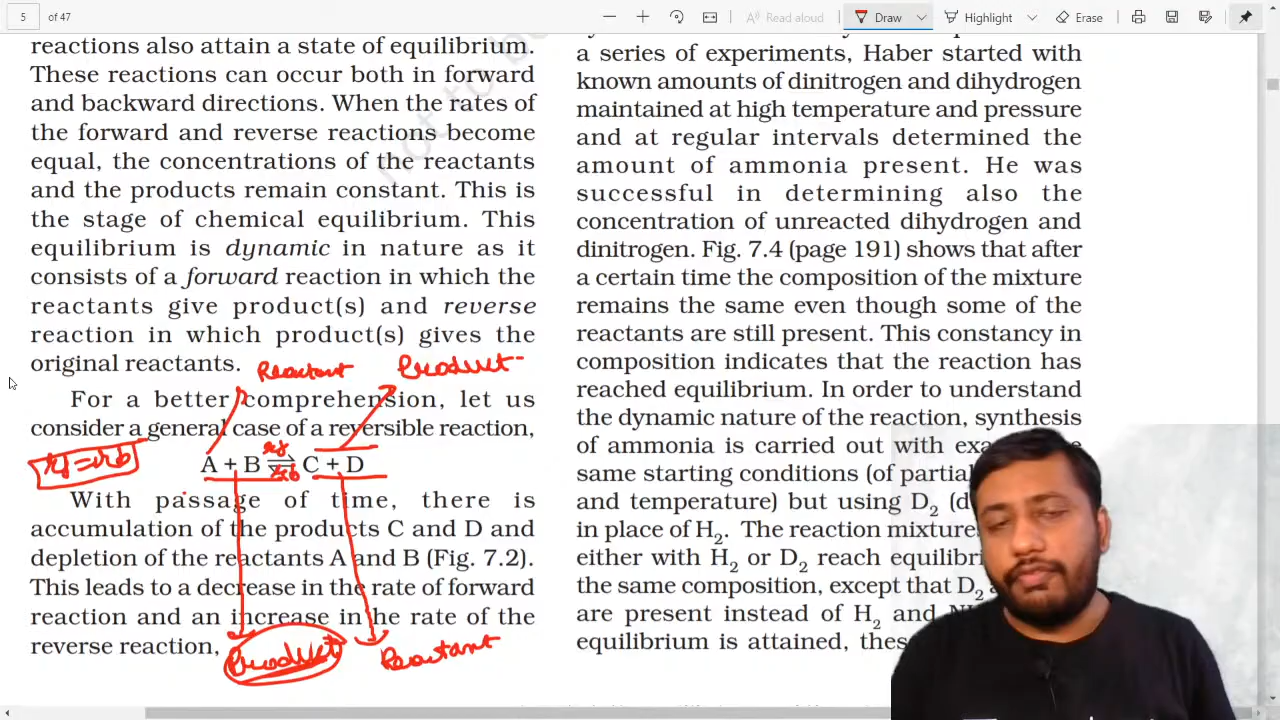 5 of 47
Read aloud
Draw
Highlight
Erase
reactions also attain a state of equilibrium.
These reactions can occur both in forward
and backward directions. When the rates of
the forward and reverse reactions become
equal, the concentrations of the reactants
and the products remain constant. This is
the stage of chemical equilibrium. This
equilibrium is dynamic in nature as it
consists of a forward reaction in which the
reactants give product(s) and reverse
reaction in which product(s) gives the
original reactants.
Reactant
Product
For a better comprehension, let us
consider a general case of a reversible reaction,
rf = rb
rf
A + B ⇌ C + D
rb
With passage of time, there is
accumulation of the products C and D and
depletion of the reactants A and B (Fig. 7.2).
This leads to a decrease in the rate of forward
reaction and an increase in the rate of the
reverse reaction,
Product
Reactant
not to b
a series of experiments, Haber started with
known amounts of dinitrogen and dihydrogen
maintained at high temperature and pressure
and at regular intervals determined the
amount of ammonia present. He was
successful in determining also the
concentration of unreacted dihydrogen and
dinitrogen. Fig. 7.4 (page 191) shows that after
a certain time the composition of the mixture
remains the same even though some of the
reactants are still present. This constancy in
composition indicates that the reaction has
reached equilibrium. In order to understand
the dynamic nature of the reaction, synthesis
of ammonia is carried out with exa
same starting conditions (of partial
and temperature) but using D₂ (d
in place of H₂. The reaction mixture
either with H₂ or D₂ reach equilibri
the same composition, except that D₂
are present instead of H₂ and N
equilibrium is attained, thes